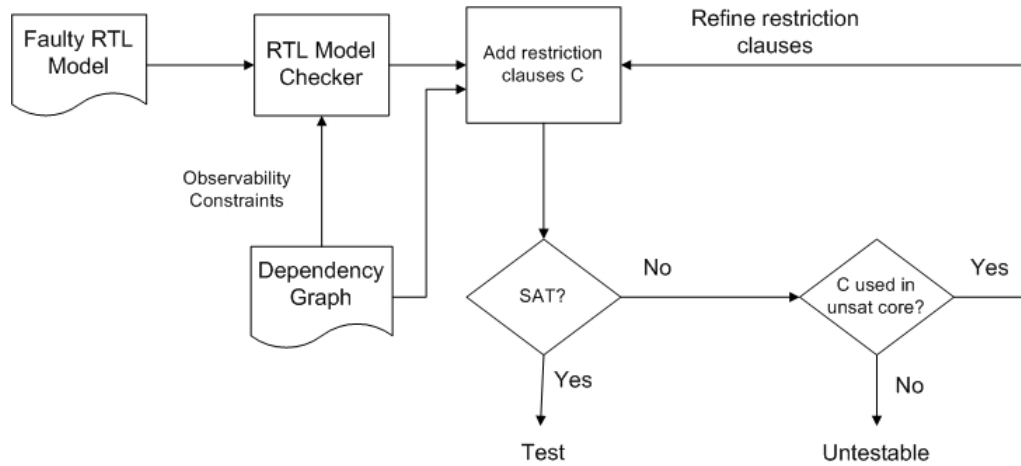 Refine restriction
clauses
Faulty RTL
Model
RTL Model
Checker
Add restriction
clauses C
Observability
Constraints
Dependency
Graph
SAT?
No
C used in
unsat core?
Yes
Yes
No
Test
Untestable